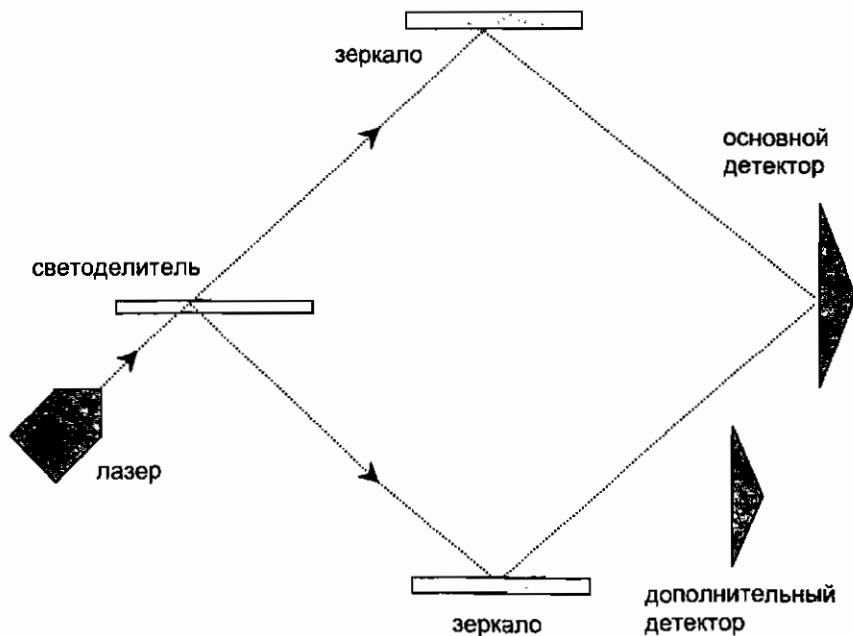 зеркало
основной
детектор
светоделитель
лазер
дополнительный
детектор
зеркало